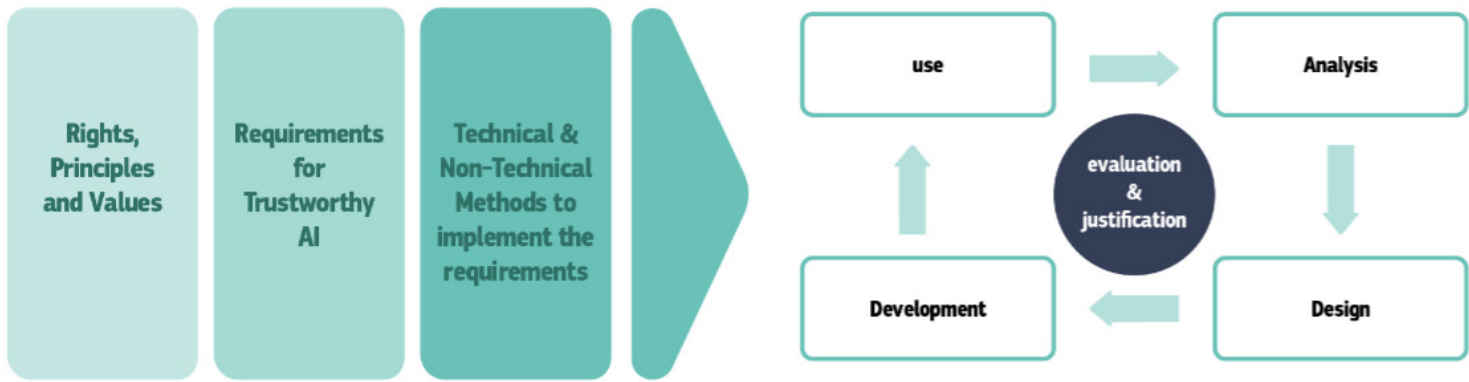 Rights,
Principles
and Values
Requirements
for
Trustworthy
AI
Technical &
Non-Technical
Methods to
implement the
requirements
use
Analysis
evaluation
&
justification
Development
Design